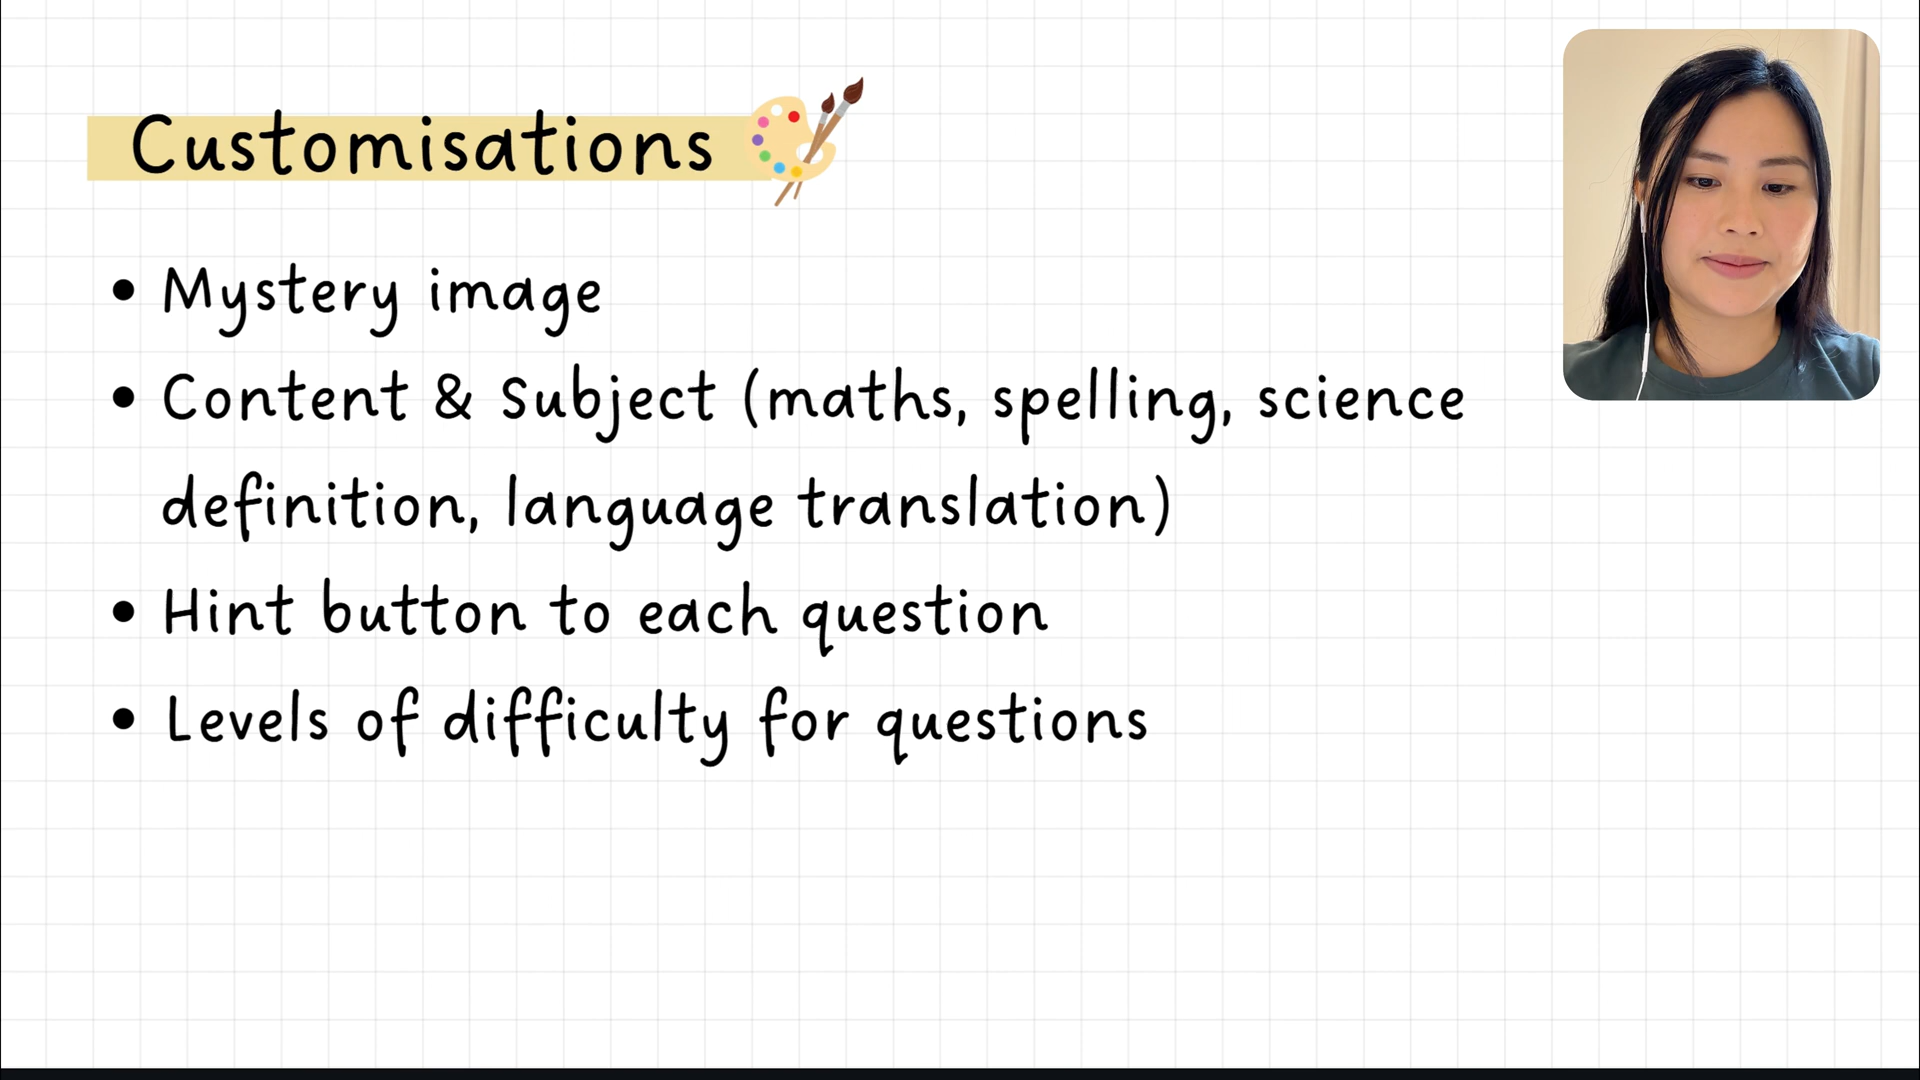 Customisations
• Mystery image
• Content & Subject (maths, spelling, science
definition, language translation)
• Hint button to each question
• Levels of difficulty for questions